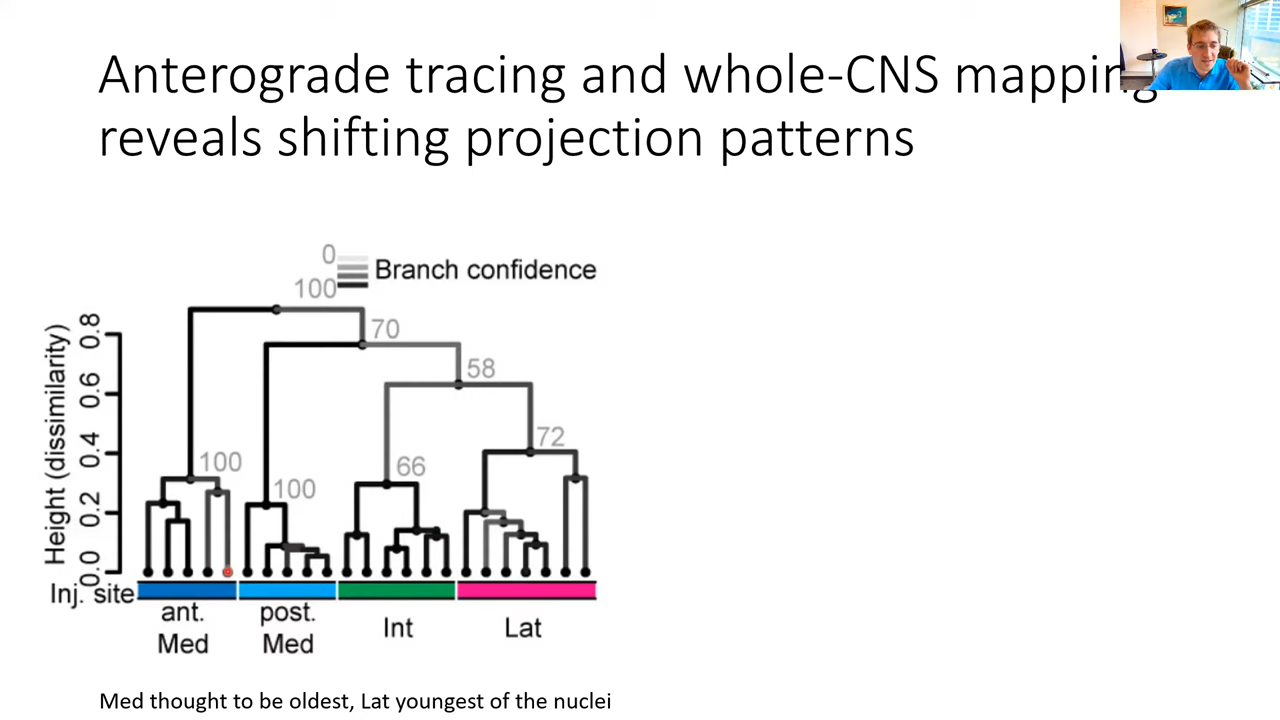 Anterograde tracing and whole-CNS mapping
reveals shifting projection patterns
0
100
Branch confidence
70
58
72
100
66
100
Height (dissimilarity)
0.0 0.2 0.4 0.6 0.8
Inj. site
ant.
Med
post.
Med
Int
Lat
Med thought to be oldest, Lat youngest of the nuclei